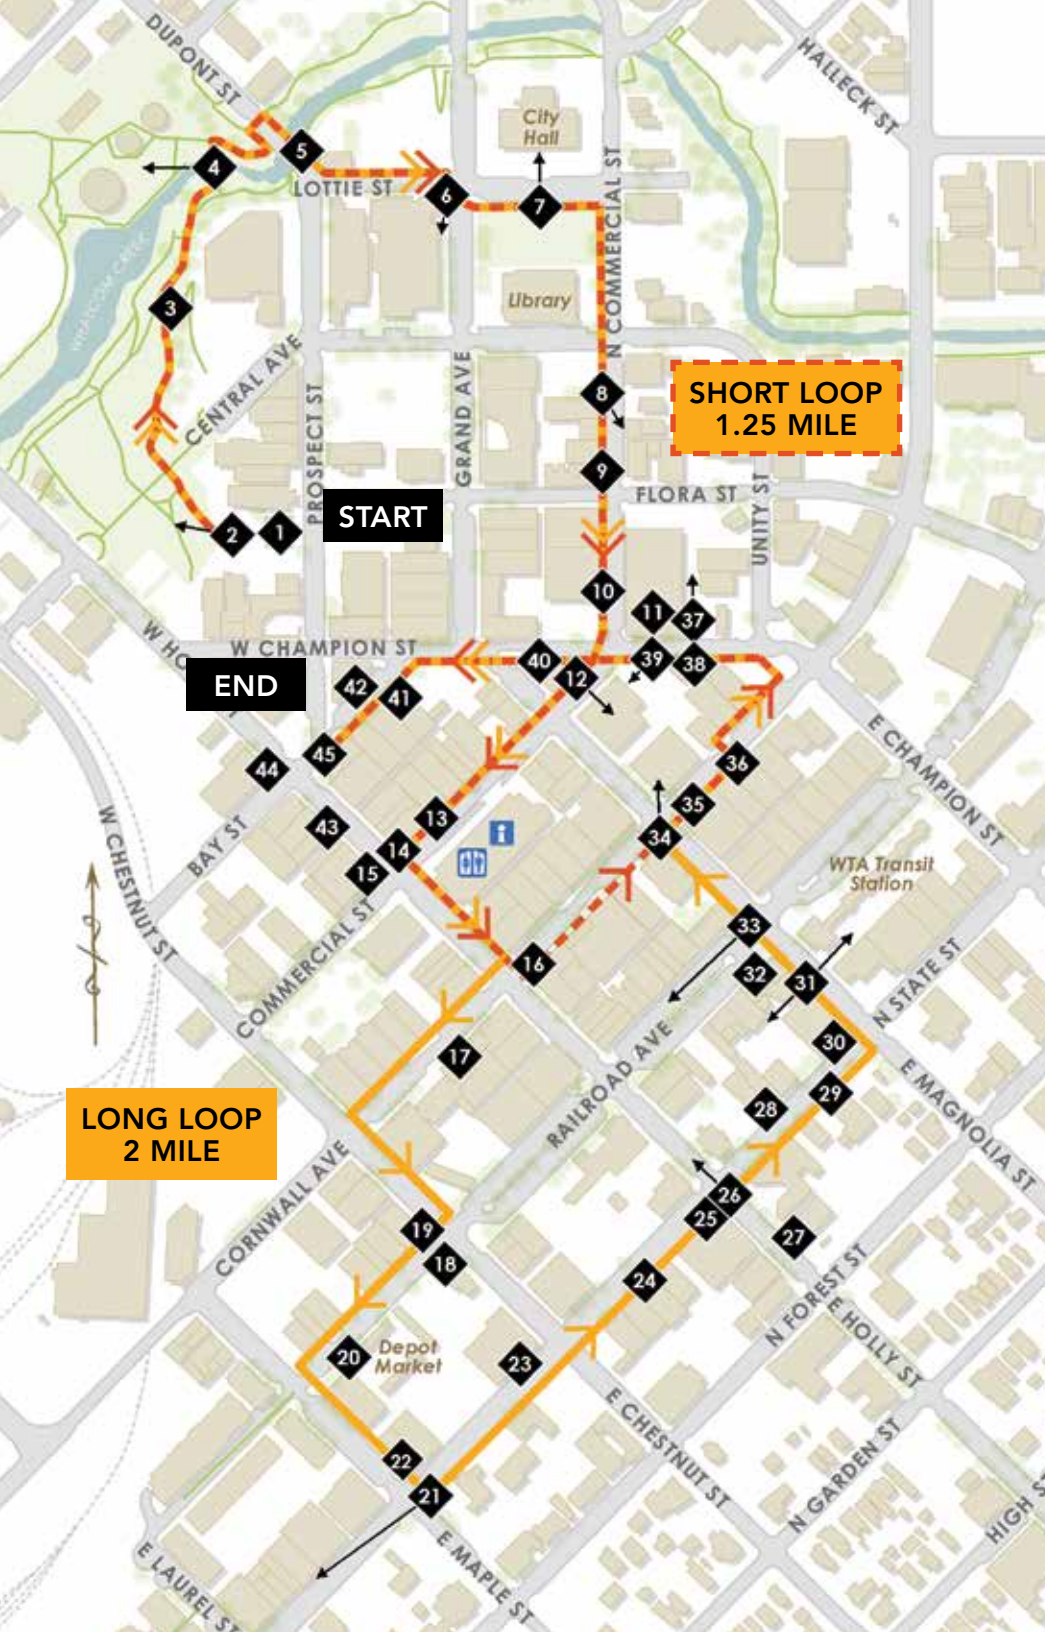 DUPONT ST
HALLECK ST
City
Hall
5
4
LOTTIE ST
6
7
N COMMERCIAL ST
WHATCOM CREEK
3
Library
CENTRAL AVE
PROSPECT ST
GRAND AVE
8
SHORT LOOP
1.25 MILE
9
FLORA ST
UNITY ST
START
2
1
10
11
37
W HO
W CHAMPION ST
40
39
38
12
END
42
41
45
44
36
E CHAMPION ST
W CHESTNUT ST
BAY ST
43
13
35
14
34
15
i
WTA Transit
Station
COMMERCIAL ST
16
33
32
31
N STATE ST
17
RAILROAD AVE
30
E MAGNOLIA ST
29
28
LONG LOOP
2 MILE
CORNWALL AVE
26
25
27
19
18
24
N FOREST ST
E HOLLY ST
20
Depot
Market
23
E CHESTNUT ST
N GARDEN ST
HIGH S
22
21
E MAPLE ST
E LAUREL ST